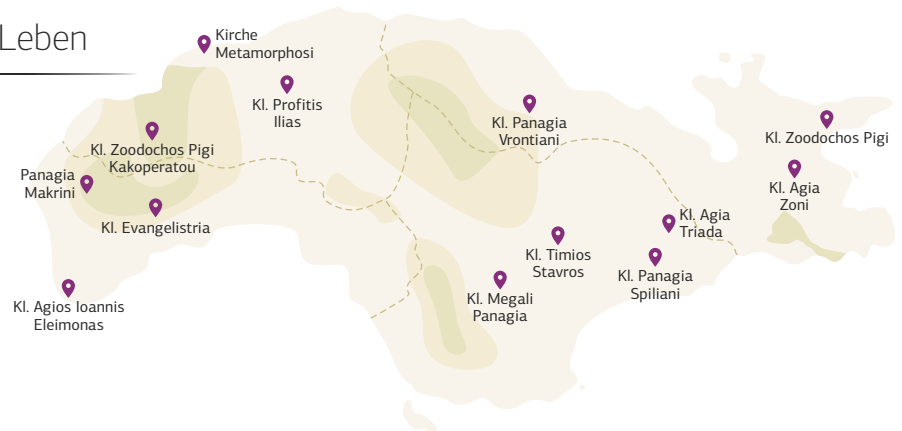 Leben
Kirche
Metamorphosi
Kl. Profitis
Ilias
Kl. Panagia
Vrontiani
Kl. Zoodochos Pigi
Kl. Zoodochos Pigi
Kakoperatou
Panagia
Makrini
Kl. Agia
Zoni
Kl. Evangelistria
Kl. Agia
Triada
Kl. Timios
Stavros
Kl. Panagia
Spiliani
Kl. Megali
Panagia
Kl. Agios Ioannis
Eleimonas